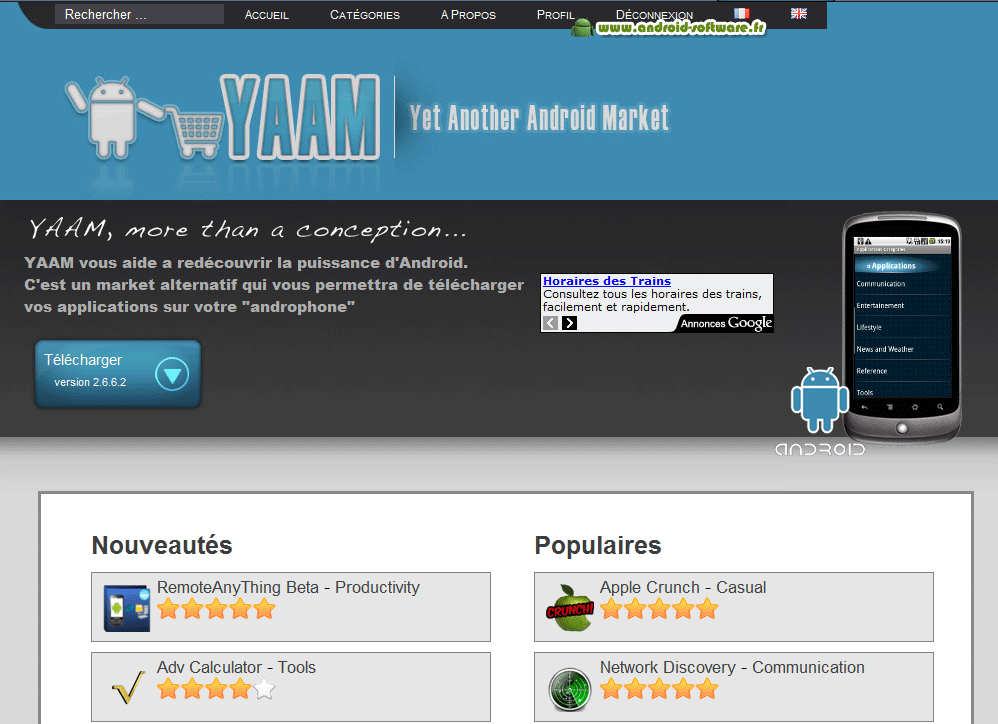 Rechercher ...
Accueil
Catégories
A Propos
Profil
Déconnexion
www.android-software.fr
YAAM
Yet Another Android Market
YAAM, more than a conception...
YAAM vous aide a redécouvrir la puissance d'Android.
C'est un market alternatif qui vous permettra de télécharger
vos applications sur votre "androphone"
Télécharger
version 2.6.6.2
Horaires des Trains
Consultez tous les horaires des trains,
facilement et rapidement.
Annonces Google
15:19
Applications Categories
Applications
Communication
Entertainement
Lifestyle
News and Weather
Reference
Tools
ANDROID
Nouveautés
RemoteAnyThing Beta - Productivity
Adv Calculator - Tools
Populaires
CRUNCH!
Apple Crunch - Casual
Network Discovery - Communication